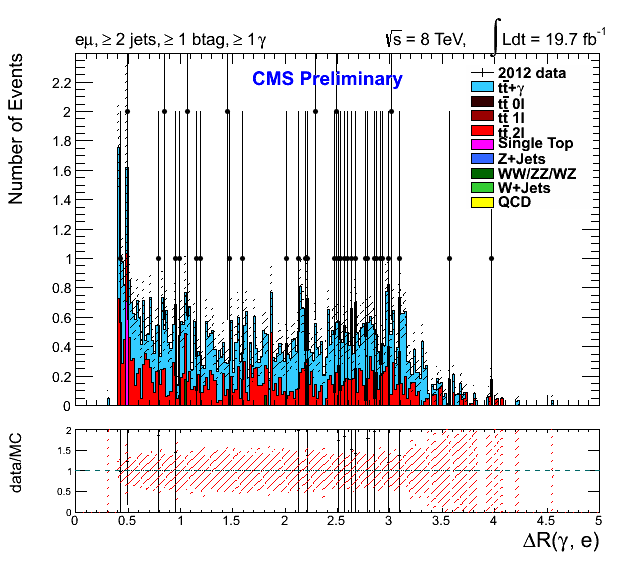 eμ, ≥ 2 jets, ≥ 1 btag, ≥ 1 γ
√s = 8 TeV, ∫ Ldt = 19.7 fb⁻¹
CMS Preliminary
2012 data
tt̄+γ
tt̄ 0l
tt̄ 1l
tt̄ 2l
Single Top
Z+Jets
WW/ZZ/WZ
W+Jets
QCD
Number of Events
2.2
2
1.8
1.6
1.4
1.2
1
0.8
0.6
0.4
0.2
0
data/MC
2
1.5
1
0.5
0
0 0.5 1 1.5 2 2.5 3 3.5 4 4.5 5
ΔR(γ, e)